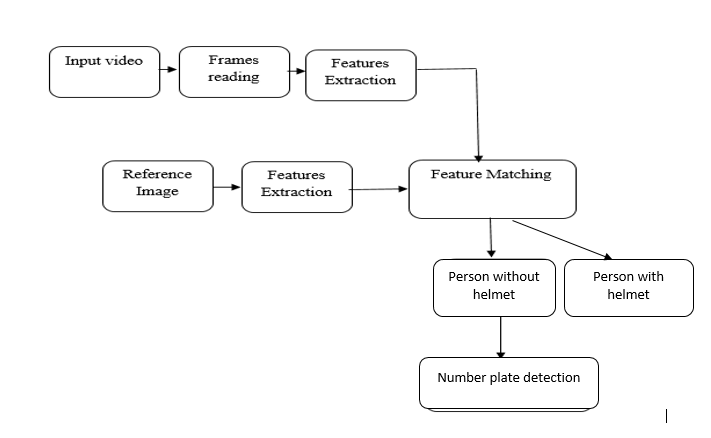 Input video
Frames
reading
Features
Extraction
Reference
Image
Features
Extraction
Feature Matching
Person without
helmet
Person with
helmet
Number plate detection